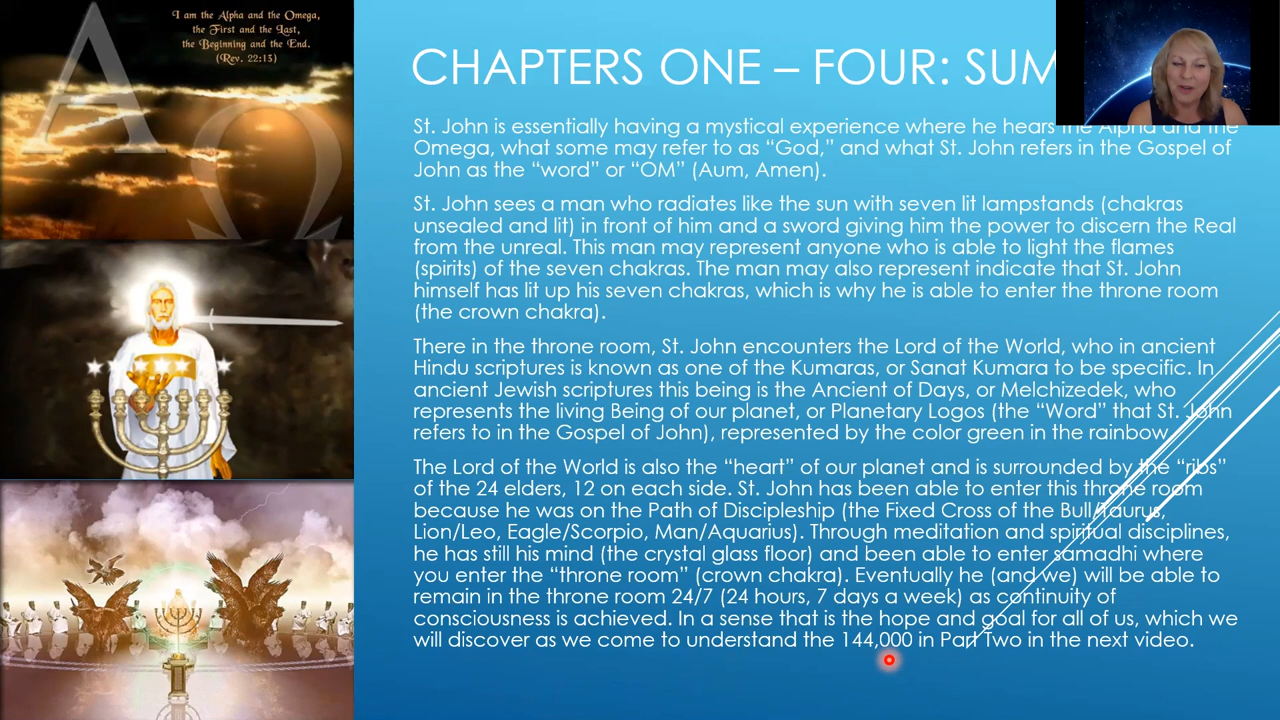 I am the Alpha and the Omega,
the First and the Last,
the Beginning and the End.
(Rev. 22:13)
Α
Ω
CHAPTERS ONE – FOUR: SUM
St. John is essentially having a mystical experience where he hears the Alpha and the
Omega, what some may refer to as “God,” and what St. John refers in the Gospel of
John as the “word” or “OM” (Aum, Amen).
St. John sees a man who radiates like the sun with seven lit lampstands (chakras
unsealed and lit) in front of him and a sword giving him the power to discern the Real
from the unreal. This man may represent anyone who is able to light the flames
(spirits) of the seven chakras. The man may also represent indicate that St. John
himself has lit up his seven chakras, which is why he is able to enter the throne room
(the crown chakra).
There in the throne room, St. John encounters the Lord of the World, who in ancient
Hindu scriptures is known as one of the Kumaras, or Sanat Kumara to be specific. In
ancient Jewish scriptures this being is the Ancient of Days, or Melchizedek, who
represents the living Being of our planet, or Planetary Logos (the “Word” that St. John
refers to in the Gospel of John), represented by the color green in the rainbow.
The Lord of the World is also the “heart” of our planet and is surrounded by the “ribs”
of the 24 elders, 12 on each side. St. John has been able to enter this throne room
because he was on the Path of Discipleship (the Fixed Cross of the Bull/Taurus,
Lion/Leo, Eagle/Scorpio, Man/Aquarius). Through meditation and spiritual disciplines,
he has still his mind (the crystal glass floor) and been able to enter samadhi where
you enter the “throne room” (crown chakra). Eventually he (and we) will be able to
remain in the throne room 24/7 (24 hours, 7 days a week) as continuity of
consciousness is achieved. In a sense that is the hope and goal for all of us, which we
will discover as we come to understand the 144,000 in Part Two in the next video.